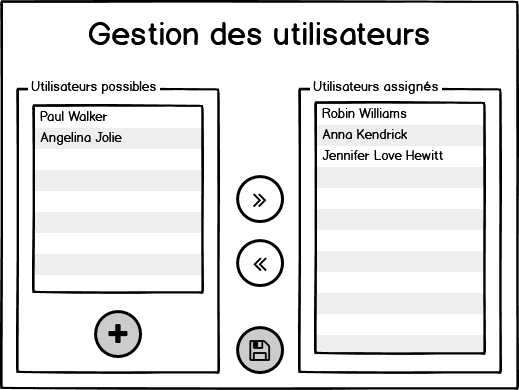 Gestion des utilisateurs
Utilisateurs possibles
Paul Walker
Angelina Jolie
Utilisateurs assignés
Robin Williams
Anna Kendrick
Jennifer Love Hewitt